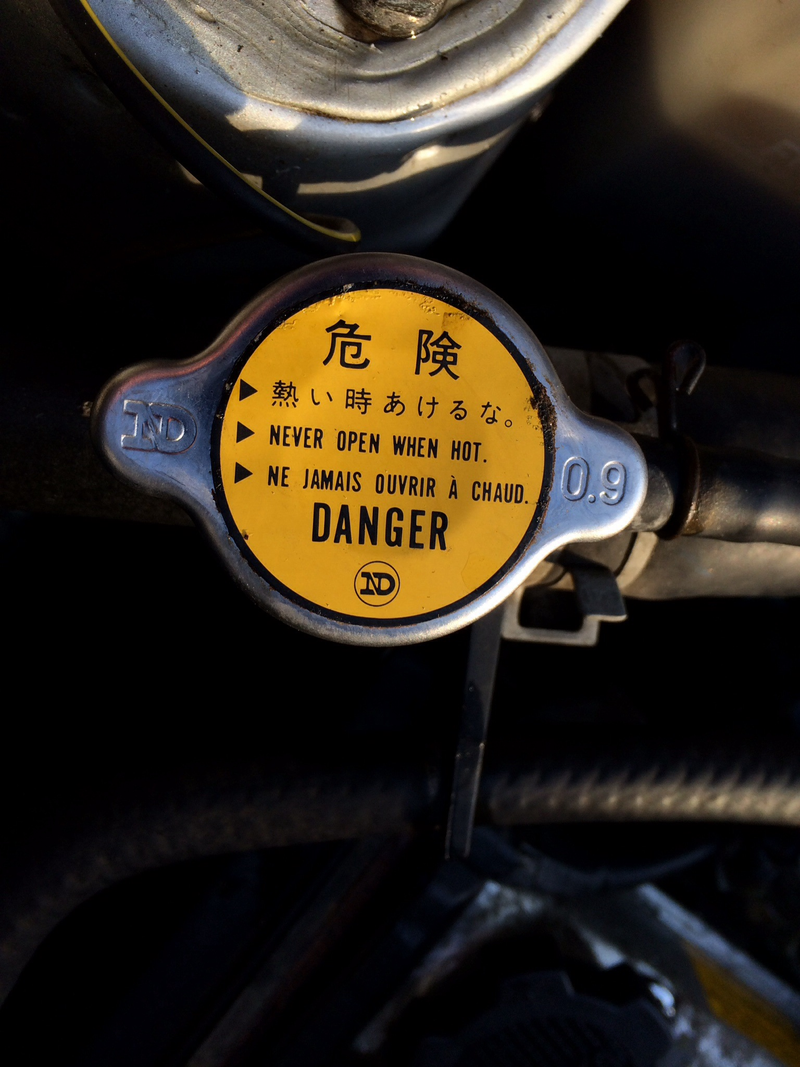 危険
熱い時あけるな。
NEVER OPEN WHEN HOT.
NE JAMAIS OUVRIR À CHAUD.
DANGER
ND
ND
0.9